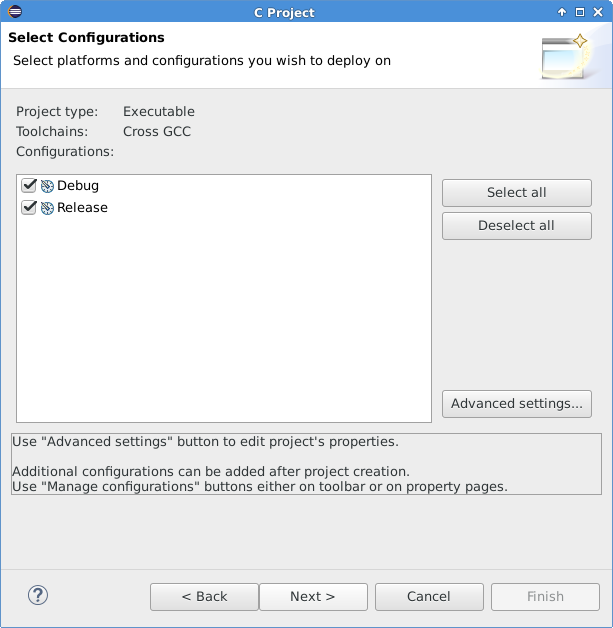 C Project
Select Configurations
Select platforms and configurations you wish to deploy on
Project type: Executable
Toolchains: Cross GCC
Configurations:
Debug
Release
Select all
Deselect all
Advanced settings...
Use "Advanced settings" button to edit project's properties.
Additional configurations can be added after project creation.
Use "Manage configurations" buttons either on toolbar or on property pages.
?
< Back
Next >
Cancel
Finish